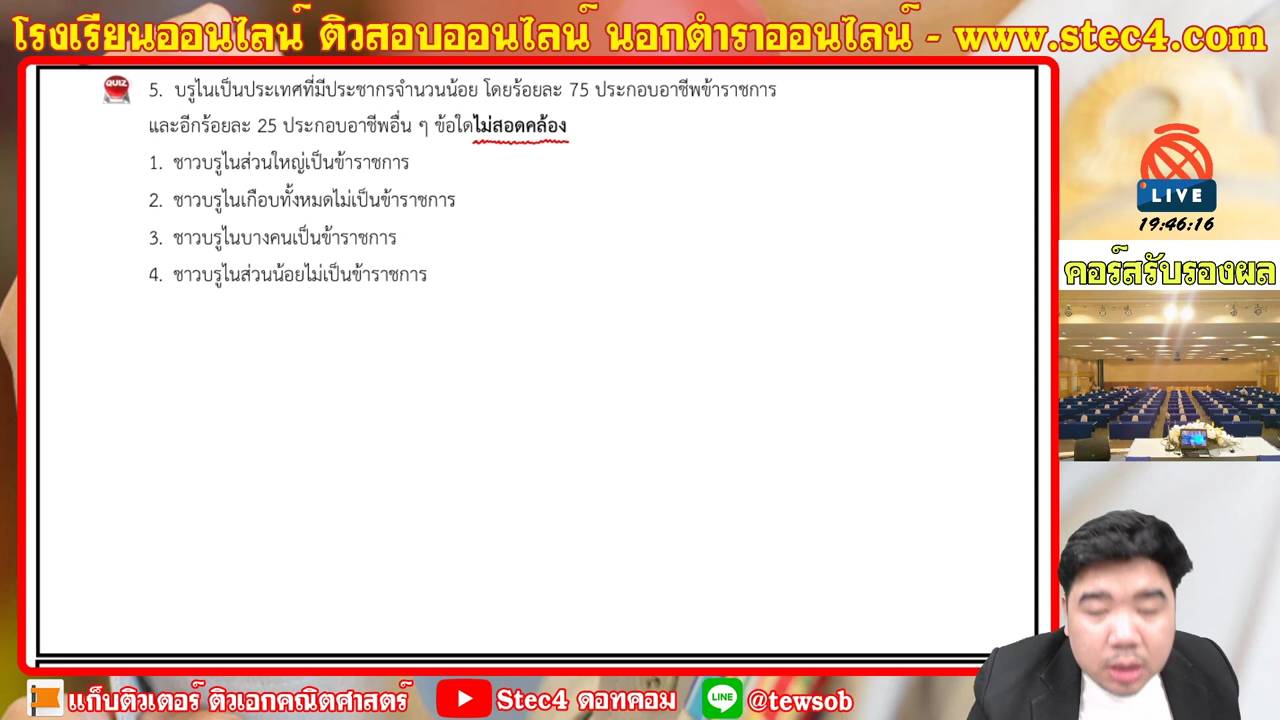 โรงเรียนออนไลน์ ติวสอบออนไลน์ นอกตำราออนไลน์ - www.stec4.com
QUIZ
5. บรูไนเป็นประเทศที่มีประชากรจำนวนน้อย โดยร้อยละ 75 ประกอบอาชีพข้าราชการ
และอีกร้อยละ 25 ประกอบอาชีพอื่น ๆ ข้อใดไม่สอดคล้อง
1. ชาวบรูไนส่วนใหญ่เป็นข้าราชการ
2. ชาวบรูไนเกือบทั้งหมดไม่เป็นข้าราชการ
3. ชาวบรูไนบางคนเป็นข้าราชการ
4. ชาวบรูไนส่วนน้อยไม่เป็นข้าราชการ
LIVE
19:46:16
คอร์สรับรองผล
แก๊บติวเตอร์ ติวเอกคณิตศาสตร์
Stec4 ดอทคอม
LINE
@tewsob